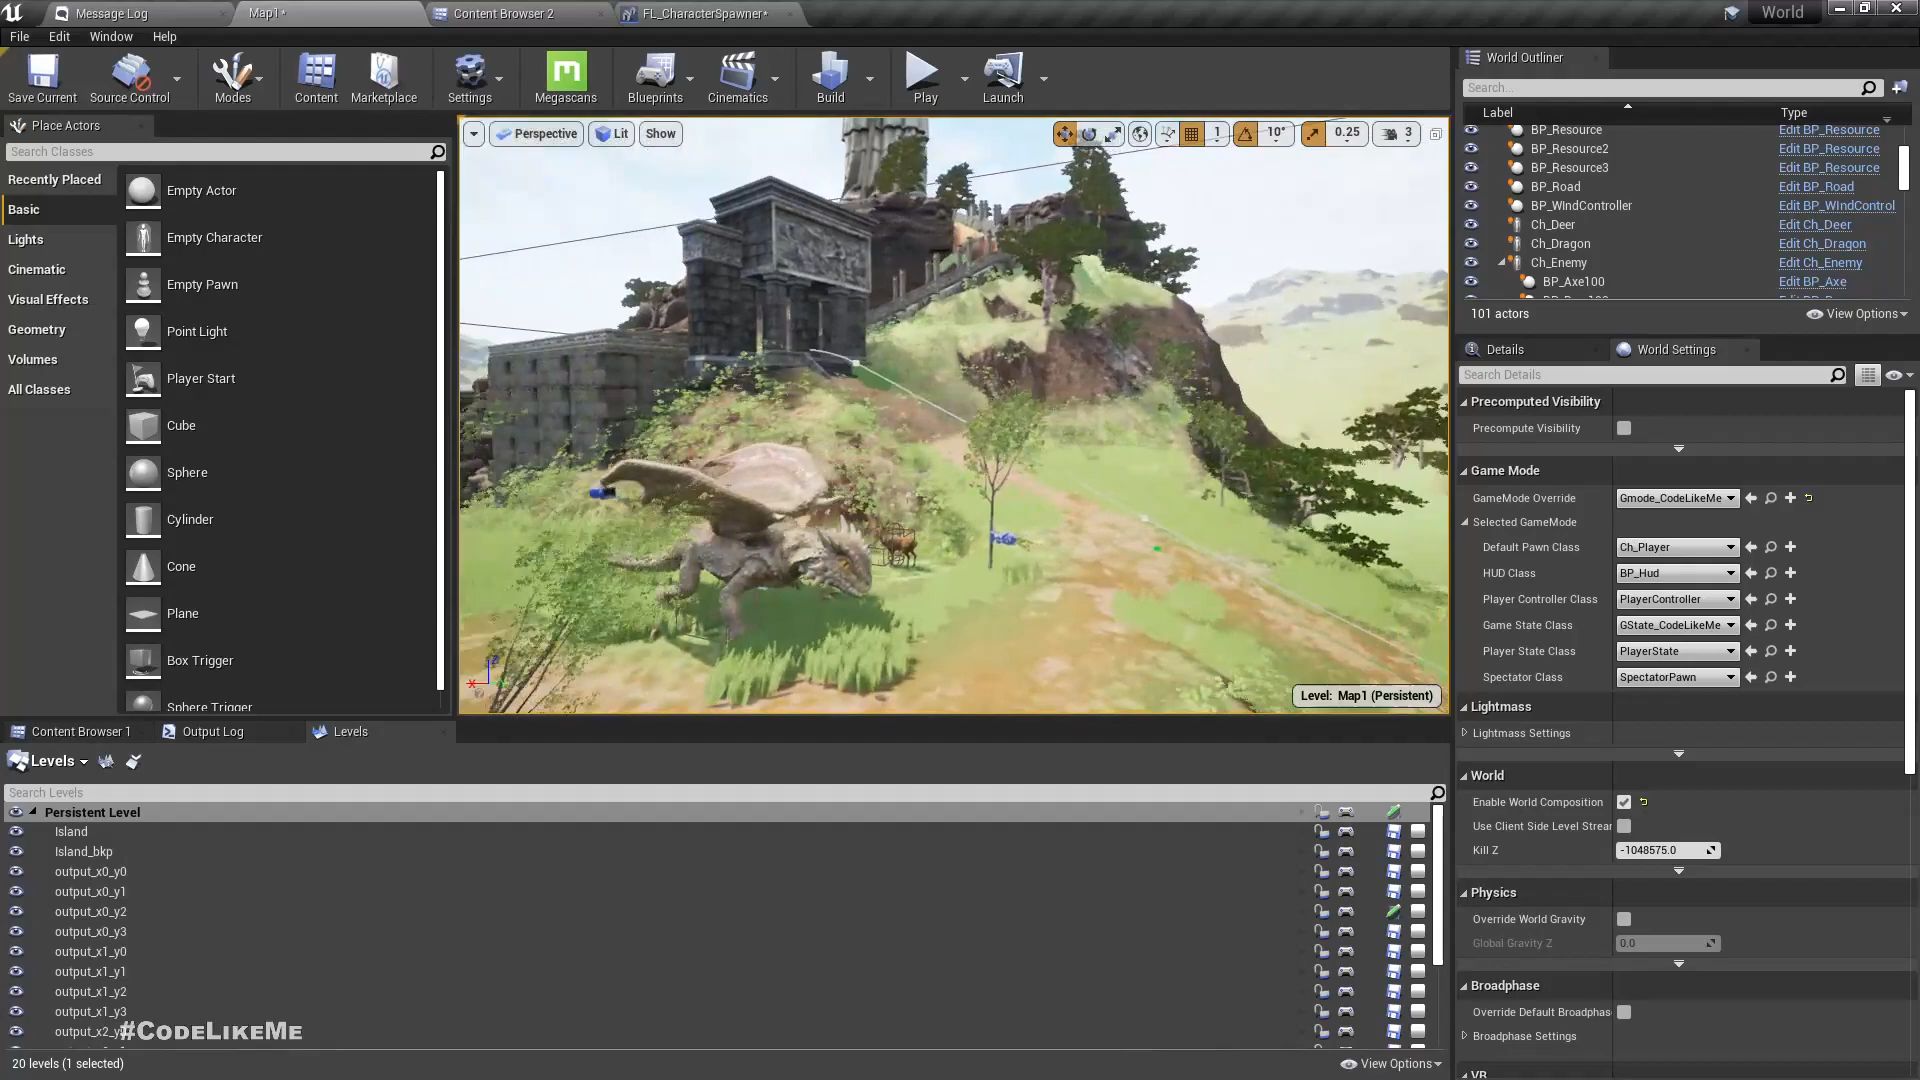 Message Log
Map1*
Content Browser 2
FL_CharacterSpawner*
World
File
Edit
Window
Help
Save Current
Source Control
Modes
Content
Marketplace
Settings
Megascans
Blueprints
Cinematics
Build
Play
Launch
Place Actors
Search Classes
Recently Placed
Basic
Lights
Cinematic
Visual Effects
Geometry
Volumes
All Classes
Empty Actor
Empty Character
Empty Pawn
Point Light
Player Start
Cube
Sphere
Cylinder
Cone
Plane
Box Trigger
Sphere Trigger
Perspective
Lit
Show
1
10°
0.25
3
Level: Map1 (Persistent)
World Outliner
Search...
Label
Type
BP_Resource
Edit BP_Resource
BP_Resource2
Edit BP_Resource
BP_Resource3
Edit BP_Resource
BP_Road
Edit BP_Road
BP_WIndController
Edit BP_WIndControl
Ch_Deer
Edit Ch_Deer
Ch_Dragon
Edit Ch_Dragon
Ch_Enemy
Edit Ch_Enemy
BP_Axe100
Edit BP_Axe
101 actors
View Options
Details
World Settings
Search Details
Precomputed Visibility
Precompute Visibility
Game Mode
GameMode Override
Gmode_CodeLikeMe
Selected GameMode
Default Pawn Class
Ch_Player
HUD Class
BP_Hud
Player Controller Class
PlayerController
Game State Class
GState_CodeLikeMe
Player State Class
PlayerState
Spectator Class
SpectatorPawn
Lightmass
Lightmass Settings
World
Enable World Composition
Use Client Side Level Strear
Kill Z
-1048575.0
Physics
Override World Gravity
Global Gravity Z
0.0
Broadphase
Override Default Broadphas
Broadphase Settings
VR
Content Browser 1
Output Log
Levels
Levels
Search Levels
Persistent Level
Island
Island_bkp
output_x0_y0
output_x0_y1
output_x0_y2
output_x0_y3
output_x1_y0
output_x1_y1
output_x1_y2
output_x1_y3
#CodeLikeMe
20 levels (1 selected)
View Options